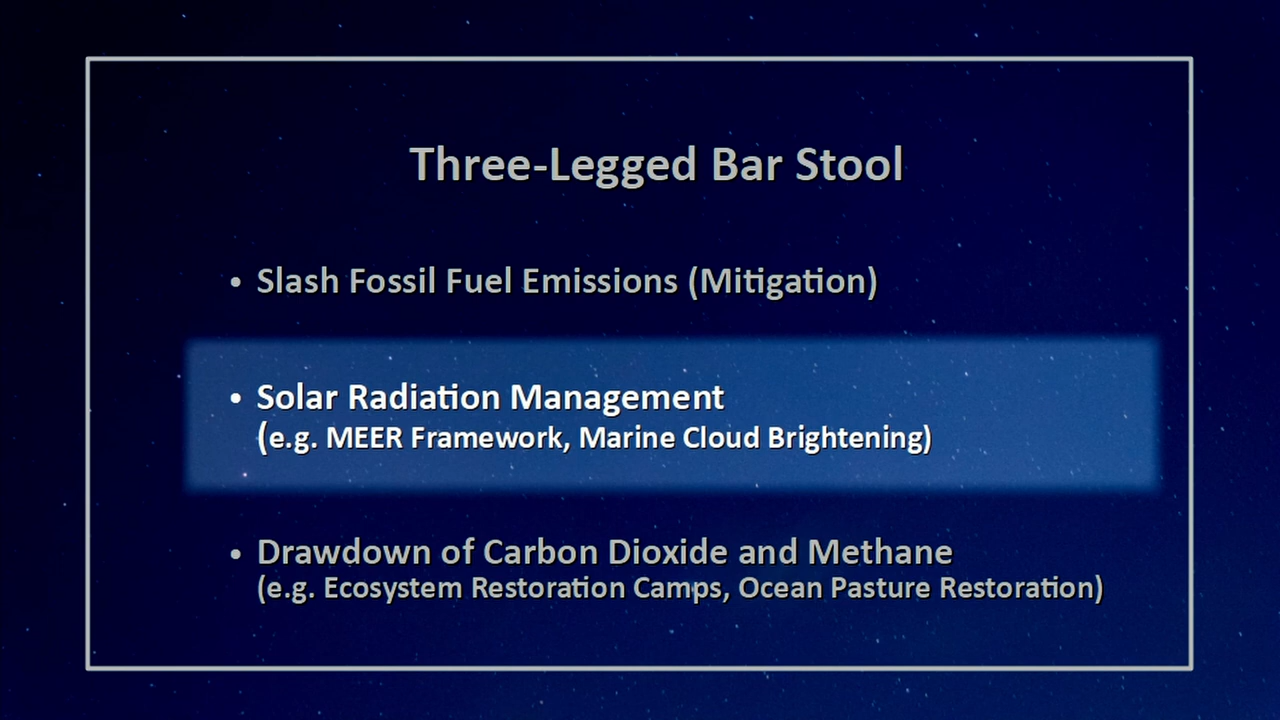 Three-Legged Bar Stool
• Slash Fossil Fuel Emissions (Mitigation)
• Solar Radiation Management
(e.g. MEER Framework, Marine Cloud Brightening)
• Drawdown of Carbon Dioxide and Methane
(e.g. Ecosystem Restoration Camps, Ocean Pasture Restoration)